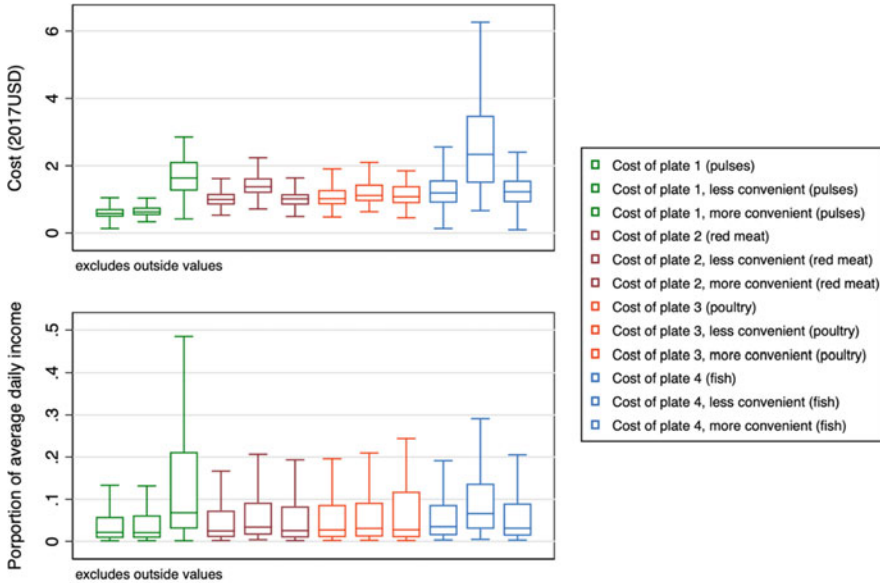 Cost (2017USD)
6
4
2
0
excludes outside values
Porportion of average daily income
.5
.4
.3
.2
.1
0
excludes outside values
Cost of plate 1 (pulses)
Cost of plate 1, less convenient (pulses)
Cost of plate 1, more convenient (pulses)
Cost of plate 2 (red meat)
Cost of plate 2, less convenient (red meat)
Cost of plate 2, more convenient (red meat)
Cost of plate 3 (poultry)
Cost of plate 3, less convenient (poultry)
Cost of plate 3, more convenient (poultry)
Cost of plate 4 (fish)
Cost of plate 4, less convenient (fish)
Cost of plate 4, more convenient (fish)